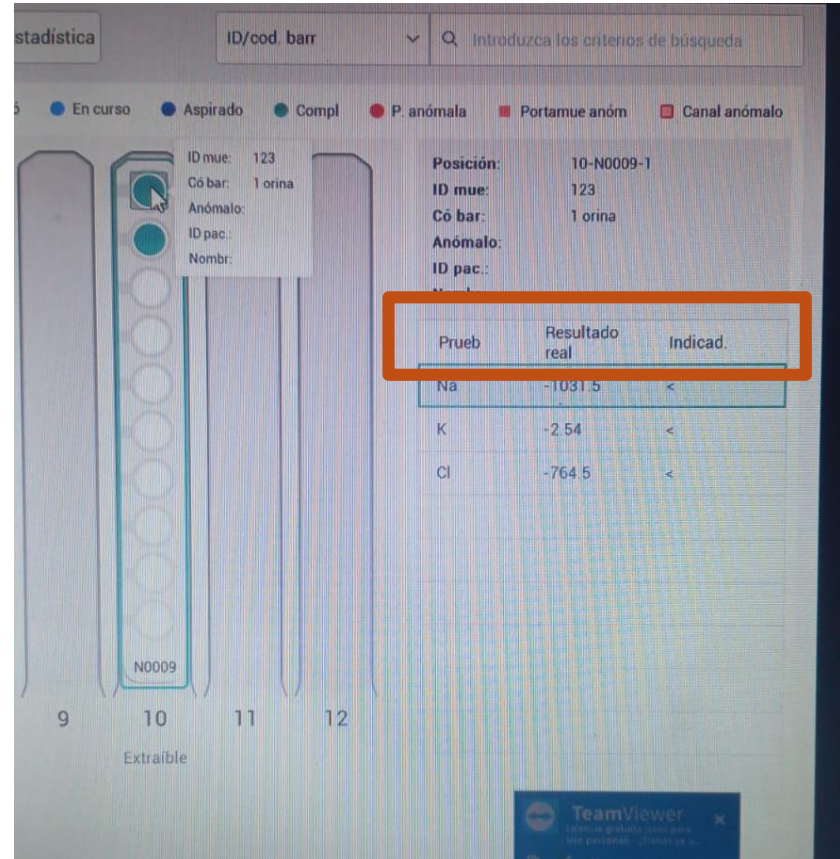 stadística
ID/cod. barr
Introduzca los criterios de búsqueda
En curso
Aspirado
Compl
P. anómala
Portamue anóm
Canal anómalo
ID mue: 123
Có bar: 1 orina
Anómalo:
ID pac.:
Nombr:
Posición: 10-N0009-1
ID mue: 123
Có bar: 1 orina
Anómalo:
ID pac.:
Prueb Resultado real Indicad.
Na -1031.5 <
K -2.54 <
Cl -764.5 <
N0009
9 10 11 12
Extraíble
TeamViewer